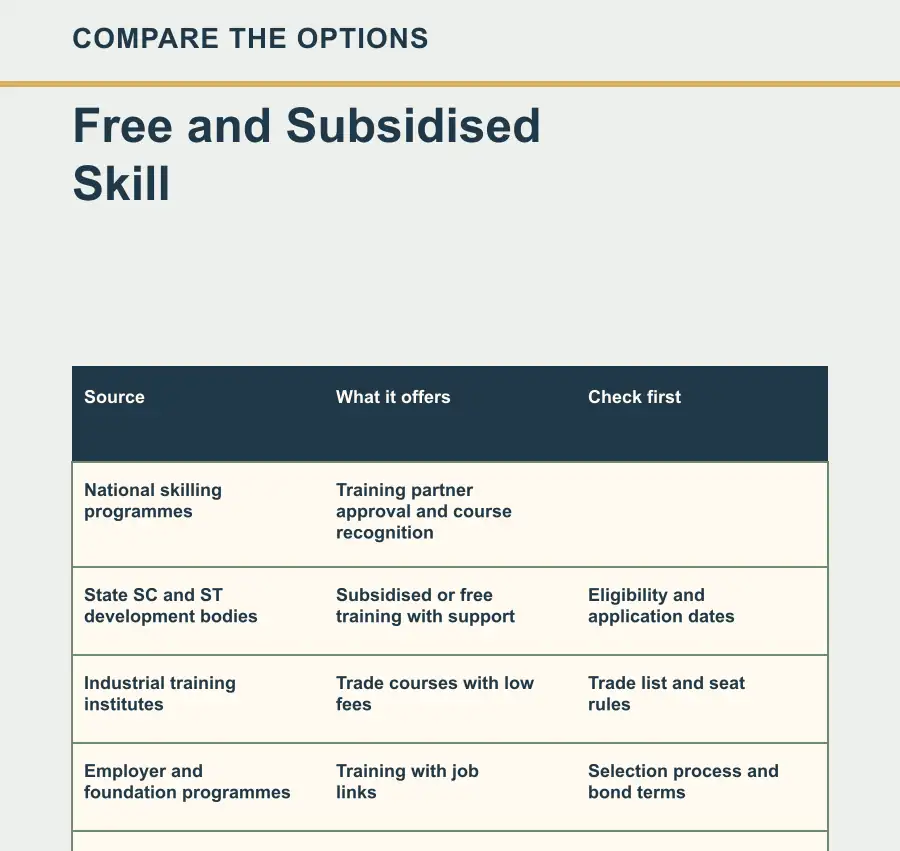 COMPARE THE OPTIONS
Free and Subsidised
Skill
Source What it offers Check first
National skilling Training partner
programmes approval and course
recognition
State SC and ST Subsidised or free Eligibility and
development bodies training with support application dates
Industrial training Trade courses with low Trade list and seat
institutes fees rules
Employer and Training with job Selection process and
foundation programmes links bond terms